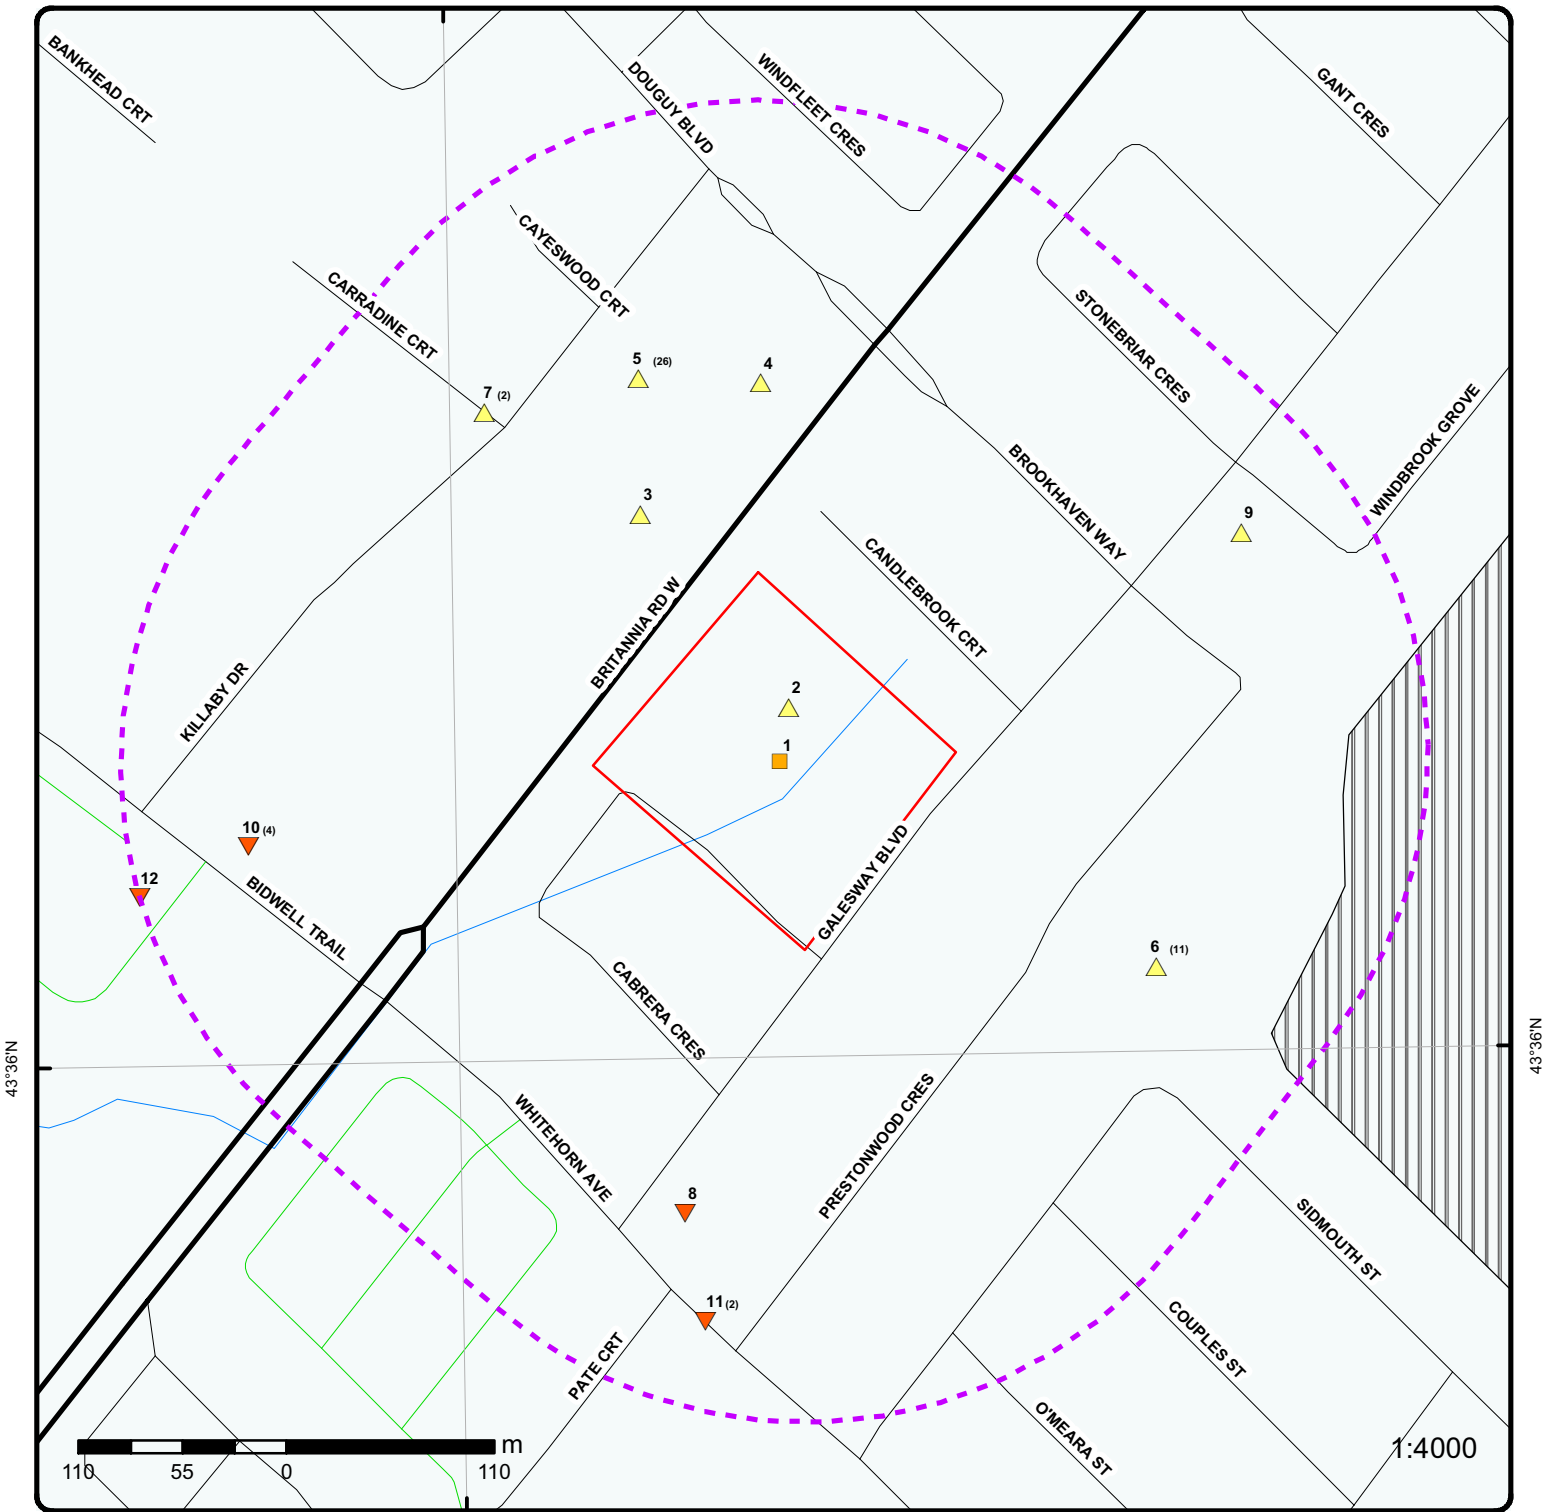 BANKHEAD CRT
DOUGUY BLVD
WINDFLEET CRES
GANT CRES
CAYESWOOD CRT
CARRADINE CRT
STONEBRIAR CRES
5 (26)
4
7 (2)
WINDBROOK GROVE
BROOKHAVEN WAY
3
9
CANDLEBROOK CRT
BRITANNIA RD W
KILLABY DR
2
1
10 (4)
12
BIDWELL TRAIL
GALESWAY BLVD
6 (11)
CABRERA CRES
43°36'N
43°36'N
WHITEHORN AVE
PRESTONWOOD CRES
8
SIDMOUTH ST
11 (2)
COUPLES ST
PATE CRT
O'MEARA ST
m
1:4000
110 55 0 110